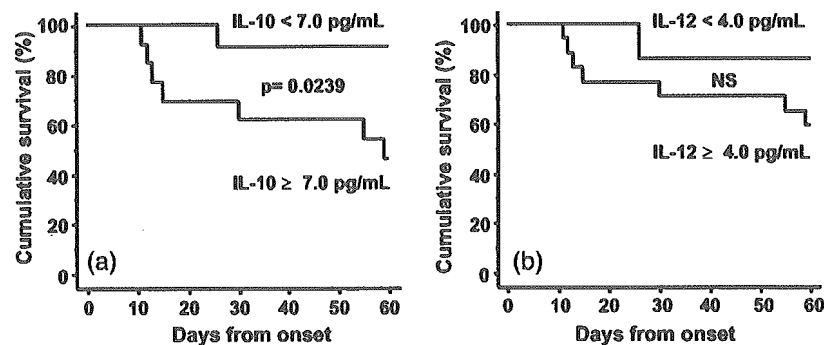 Cumulative survival (%)
100
80
60
40
20
0
IL-10 < 7.0 pg/mL
p= 0.0239
IL-10 ≥ 7.0 pg/mL
(a)
0 10 20 30 40 50 60
Days from onset
Cumulative survival (%)
100
80
60
40
20
0
IL-12 < 4.0 pg/mL
NS
IL-12 ≥ 4.0 pg/mL
(b)
0 10 20 30 40 50 60
Days from onset